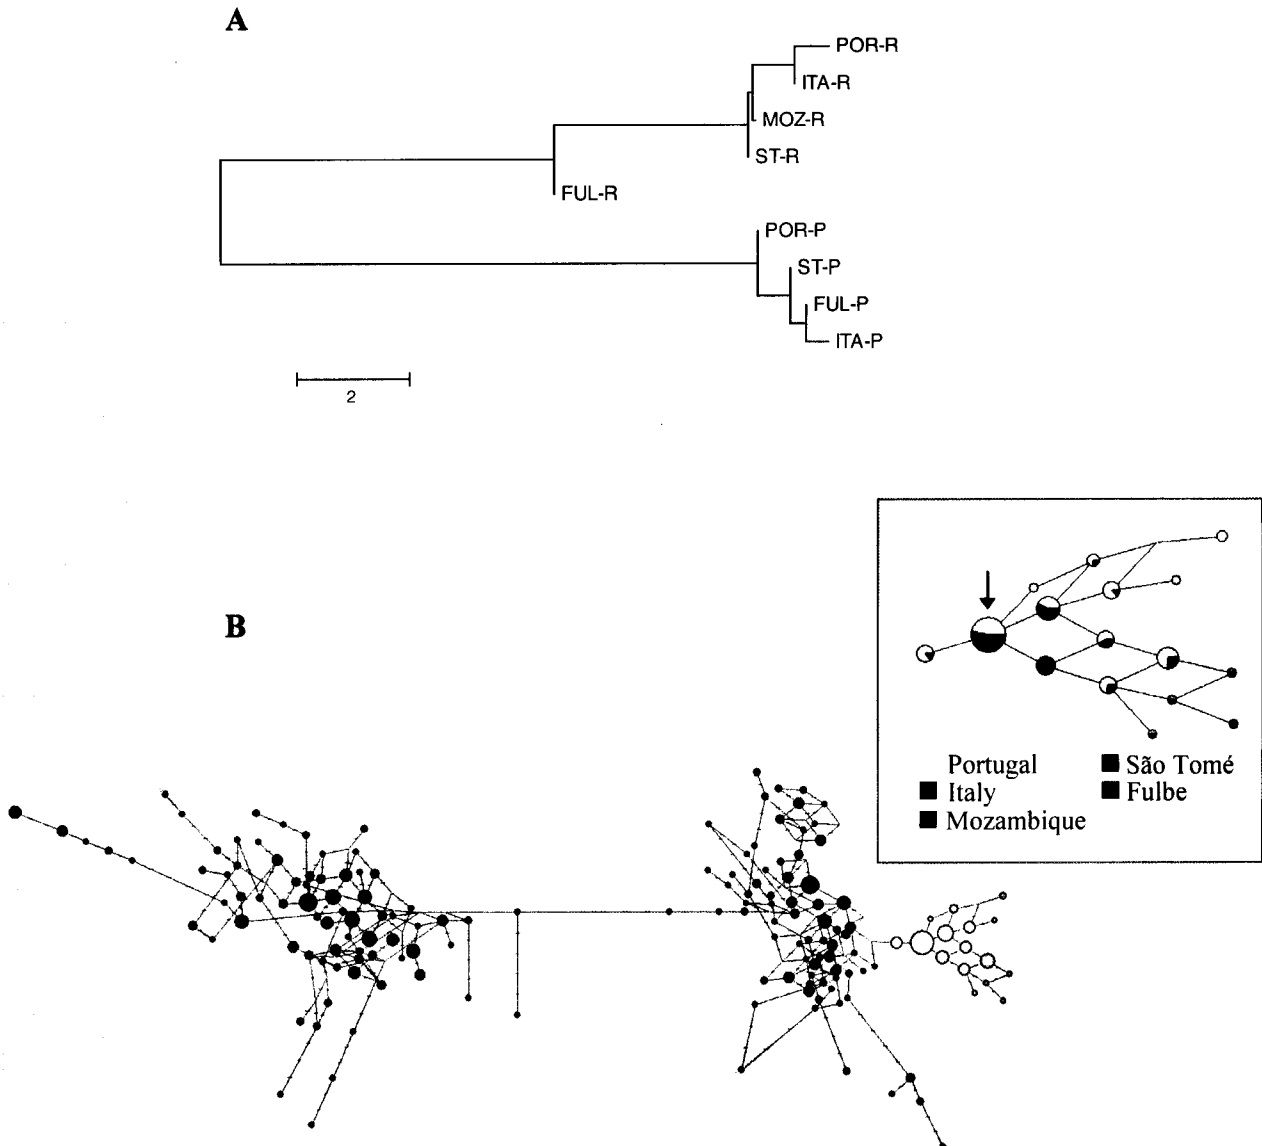 A
POR-R
ITA-R
MOZ-R
ST-R
FUL-R
POR-P
ST-P
FUL-P
ITA-P
2
B
Portugal
São Tomé
Italy
Fulbe
Mozambique